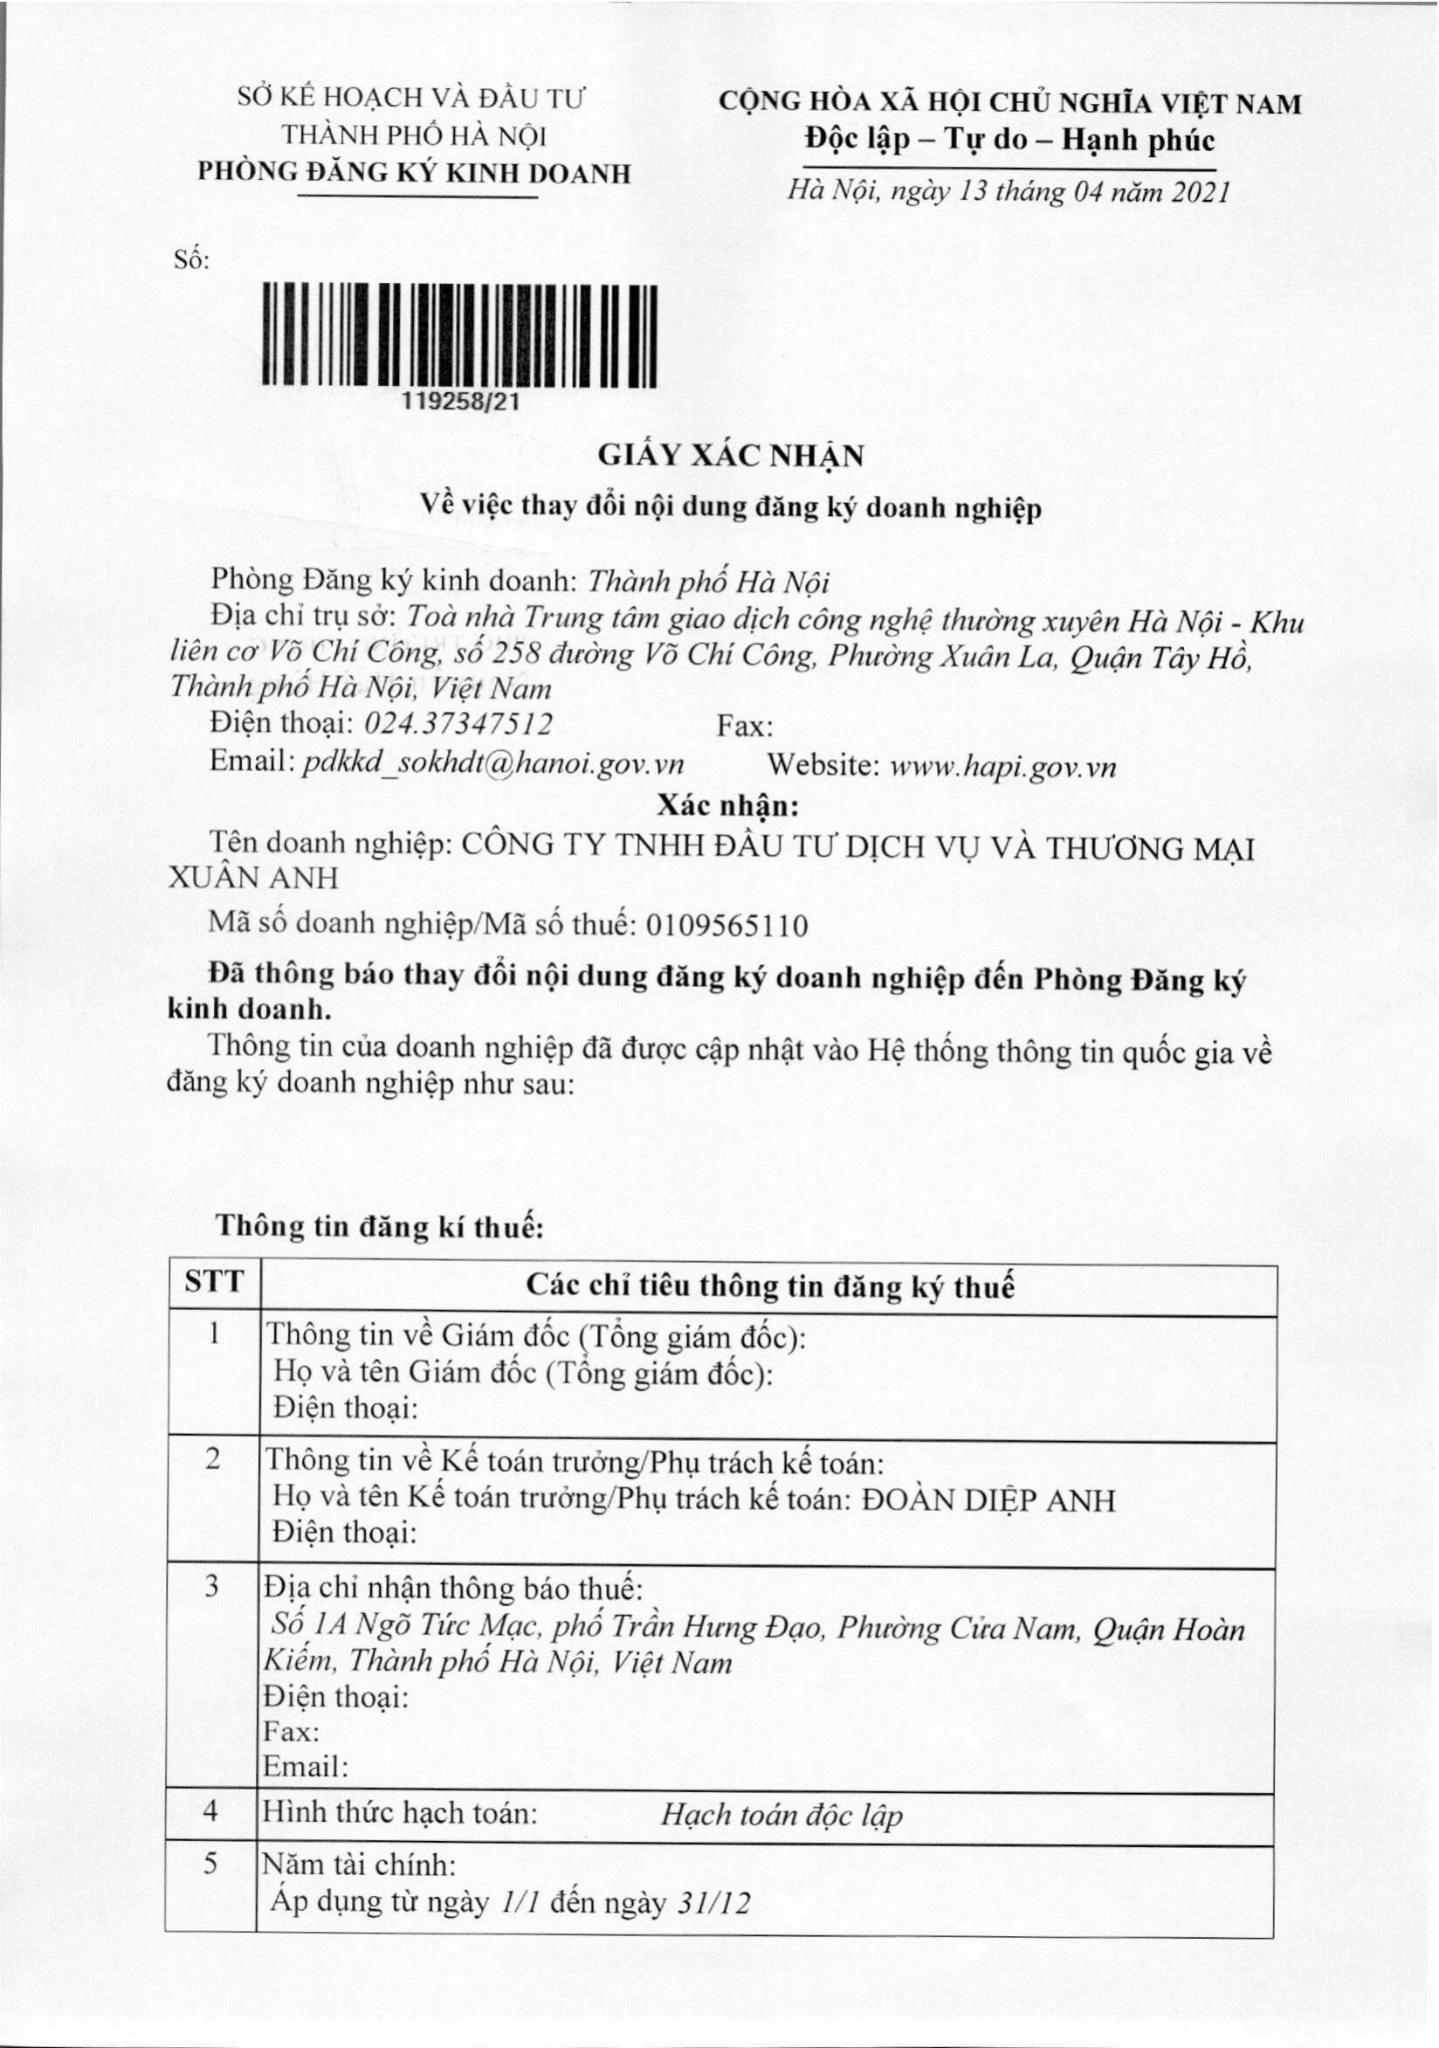 SỞ KẾ HOẠCH VÀ ĐẦU TƯ
THÀNH PHỐ HÀ NỘI
PHÒNG ĐĂNG KÝ KINH DOANH
CỘNG HÒA XÃ HỘI CHỦ NGHĨA VIỆT NAM
Độc lập – Tự do – Hạnh phúc
Hà Nội, ngày 13 tháng 04 năm 2021
Số:
119258/21
GIẤY XÁC NHẬN
Về việc thay đổi nội dung đăng ký doanh nghiệp
Phòng Đăng ký kinh doanh: Thành phố Hà Nội
Địa chỉ trụ sở: Toà nhà Trung tâm giao dịch công nghệ thường xuyên Hà Nội - Khu
liên cơ Võ Chí Công, số 258 đường Võ Chí Công, Phường Xuân La, Quận Tây Hồ,
Thành phố Hà Nội, Việt Nam
Điện thoại: 024.37347512 Fax:
Email: pdkkd_sokhdt@hanoi.gov.vn Website: www.hapi.gov.vn
Xác nhận:
Tên doanh nghiệp: CÔNG TY TNHH ĐẦU TƯ DỊCH VỤ VÀ THƯƠNG MẠI
XUÂN ANH
Mã số doanh nghiệp/Mã số thuế: 0109565110
Đã thông báo thay đổi nội dung đăng ký doanh nghiệp đến Phòng Đăng ký
kinh doanh.
Thông tin của doanh nghiệp đã được cập nhật vào Hệ thống thông tin quốc gia về
đăng ký doanh nghiệp như sau:
Thông tin đăng kí thuế:
STT Các chỉ tiêu thông tin đăng ký thuế
1 Thông tin về Giám đốc (Tổng giám đốc):
Họ và tên Giám đốc (Tổng giám đốc):
Điện thoại:
2 Thông tin về Kế toán trưởng/Phụ trách kế toán:
Họ và tên Kế toán trưởng/Phụ trách kế toán: ĐOÀN DIỆP ANH
Điện thoại:
3 Địa chỉ nhận thông báo thuế:
Số 1A Ngõ Tức Mạc, phố Trần Hưng Đạo, Phường Cửa Nam, Quận Hoàn
Kiếm, Thành phố Hà Nội, Việt Nam
Điện thoại:
Fax:
Email:
4 Hình thức hạch toán: Hạch toán độc lập
5 Năm tài chính:
Áp dụng từ ngày 1/1 đến ngày 31/12